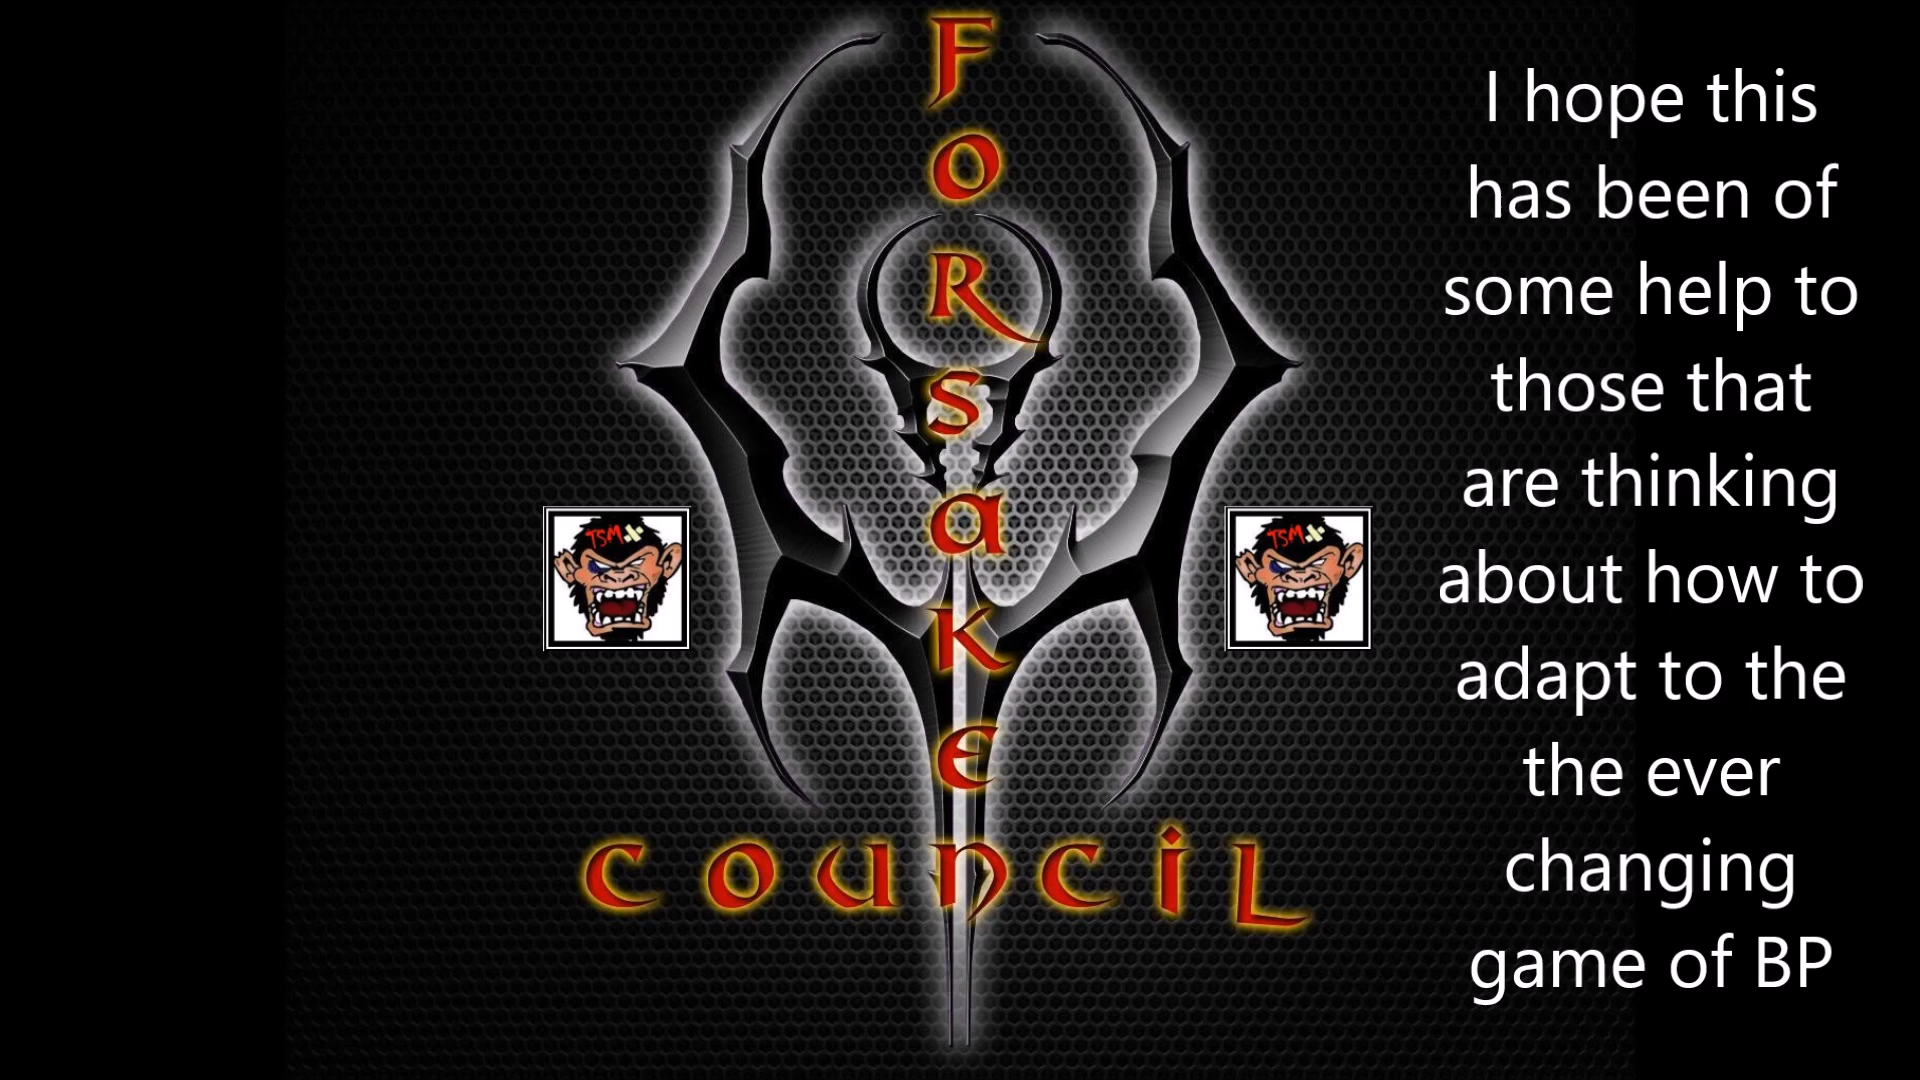 Forsaken
Council
TSM
TSM
I hope this
has been of
some help to
those that
are thinking
about how to
adapt to the
the ever
changing
game of BP